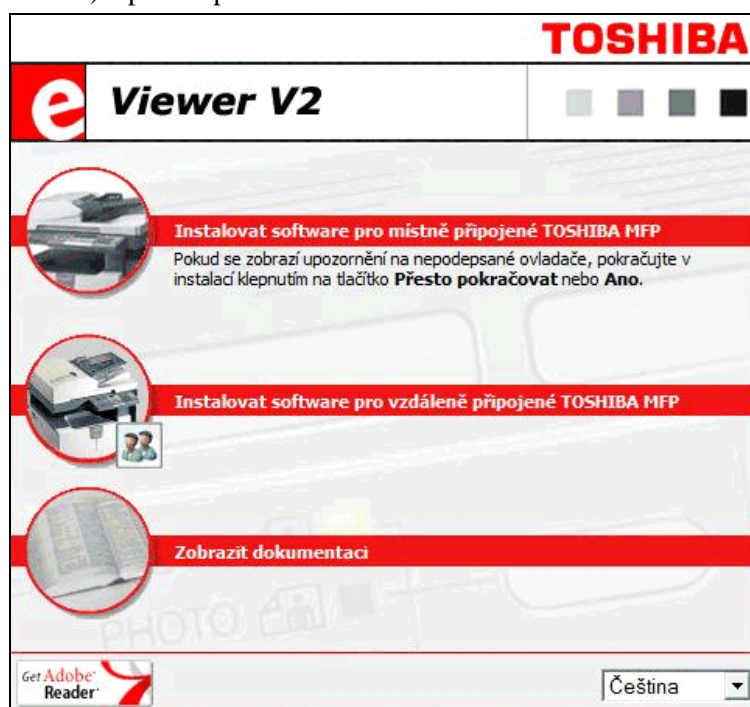 TOSHIBA
e Viewer V2
Instalovat software pro místně připojené TOSHIBA MFP
Pokud se zobrazí upozornění na nepodepsané ovladače, pokračujte v
instalací klepnutím na tlačítko Přesto pokračovat nebo Ano.
Instalovat software pro vzdáleně připojené TOSHIBA MFP
Zobrazit dokumentaci
PHOTO
Get Adobe
Reader
Čeština